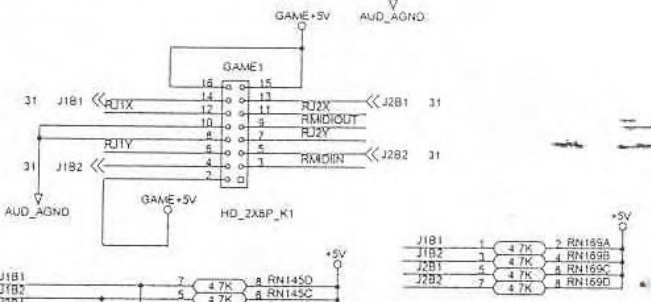 GAME+5V
AUD_AGND
GAME1
16 15
31 J1B1 14 13 J2B1 31
RJ1X 12 11 RJ2X
10 9 RMIDIOUT
8 7 RJ2Y
RJ1Y 6 5 J2B2 31
31 J1B2 4 3 RMIDIIN
2
AUD_AGND
GAME+5V
HD_2X8P_K1
+5V
J1B1 1 4.7K 2 RN169A
J1B2 3 4.7K 4 RN169B
J2B1 5 4.7K 6 RN169C
J2B2 7 4.7K 8 RN169D
+5V
J1B1 7 4.7K 8 RN145D
J1B2 5 4.7K 6 RN145C